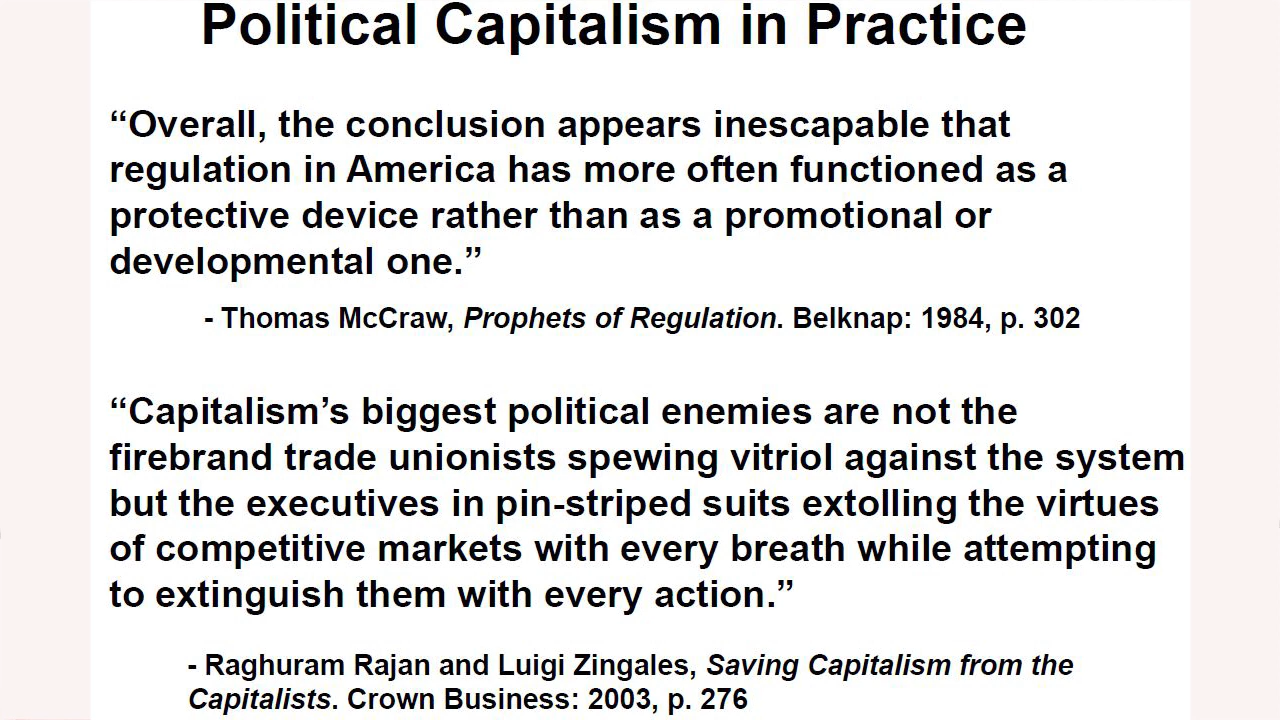 Political Capitalism in Practice
“Overall, the conclusion appears inescapable that
regulation in America has more often functioned as a
protective device rather than as a promotional or
developmental one.”
- Thomas McCraw, Prophets of Regulation. Belknap: 1984, p. 302
“Capitalism’s biggest political enemies are not the
firebrand trade unionists spewing vitriol against the system
but the executives in pin-striped suits extolling the virtues
of competitive markets with every breath while attempting
to extinguish them with every action.”
- Raghuram Rajan and Luigi Zingales, Saving Capitalism from the
Capitalists. Crown Business: 2003, p. 276